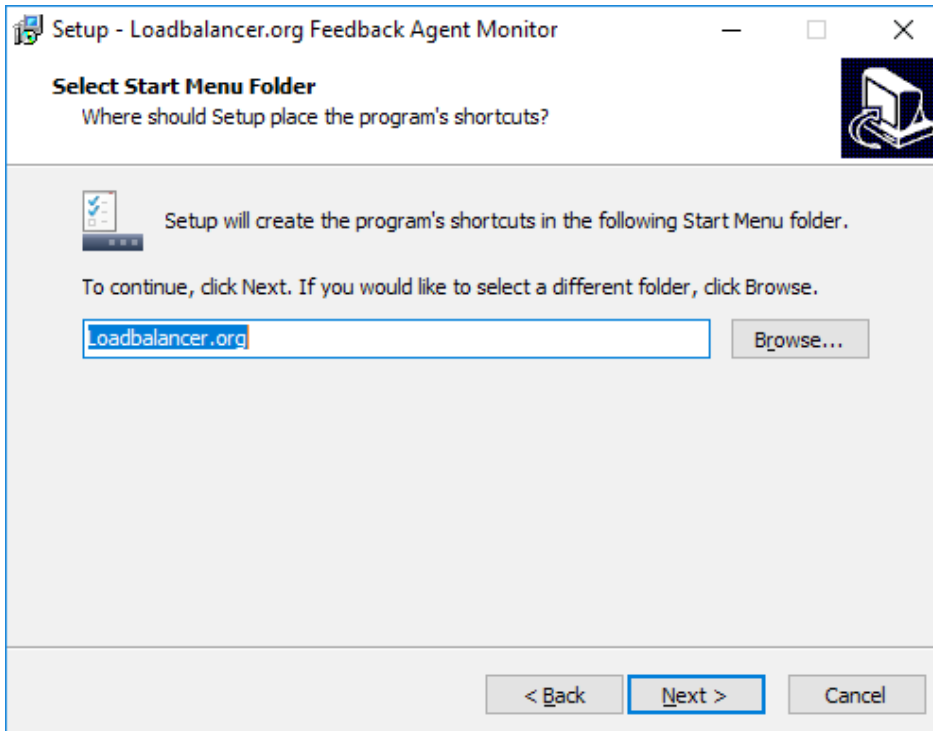 Setup - Loadbalancer.org Feedback Agent Monitor
Select Start Menu Folder
Where should Setup place the program's shortcuts?
Setup will create the program's shortcuts in the following Start Menu folder.
To continue, click Next. If you would like to select a different folder, click Browse.
Loadbalancer.org
Browse...
< Back
Next >
Cancel